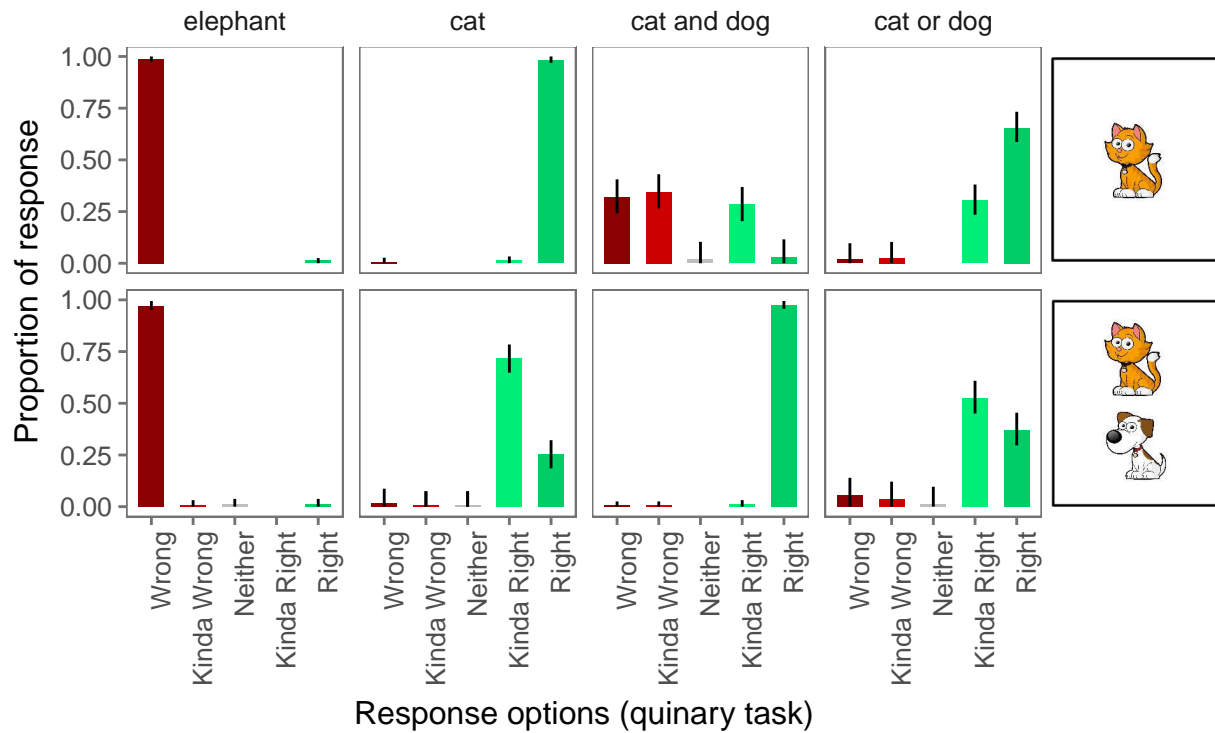 elephant cat cat and dog cat or dog
Proportion of response
1.00
0.75
0.50
0.25
0.00
1.00
0.75
0.50
0.25
0.00
Wrong
Kinda Wrong
Neither
Kinda Right
Right
Wrong
Kinda Wrong
Neither
Kinda Right
Right
Wrong
Kinda Wrong
Neither
Kinda Right
Right
Wrong
Kinda Wrong
Neither
Kinda Right
Right
Response options (quinary task)